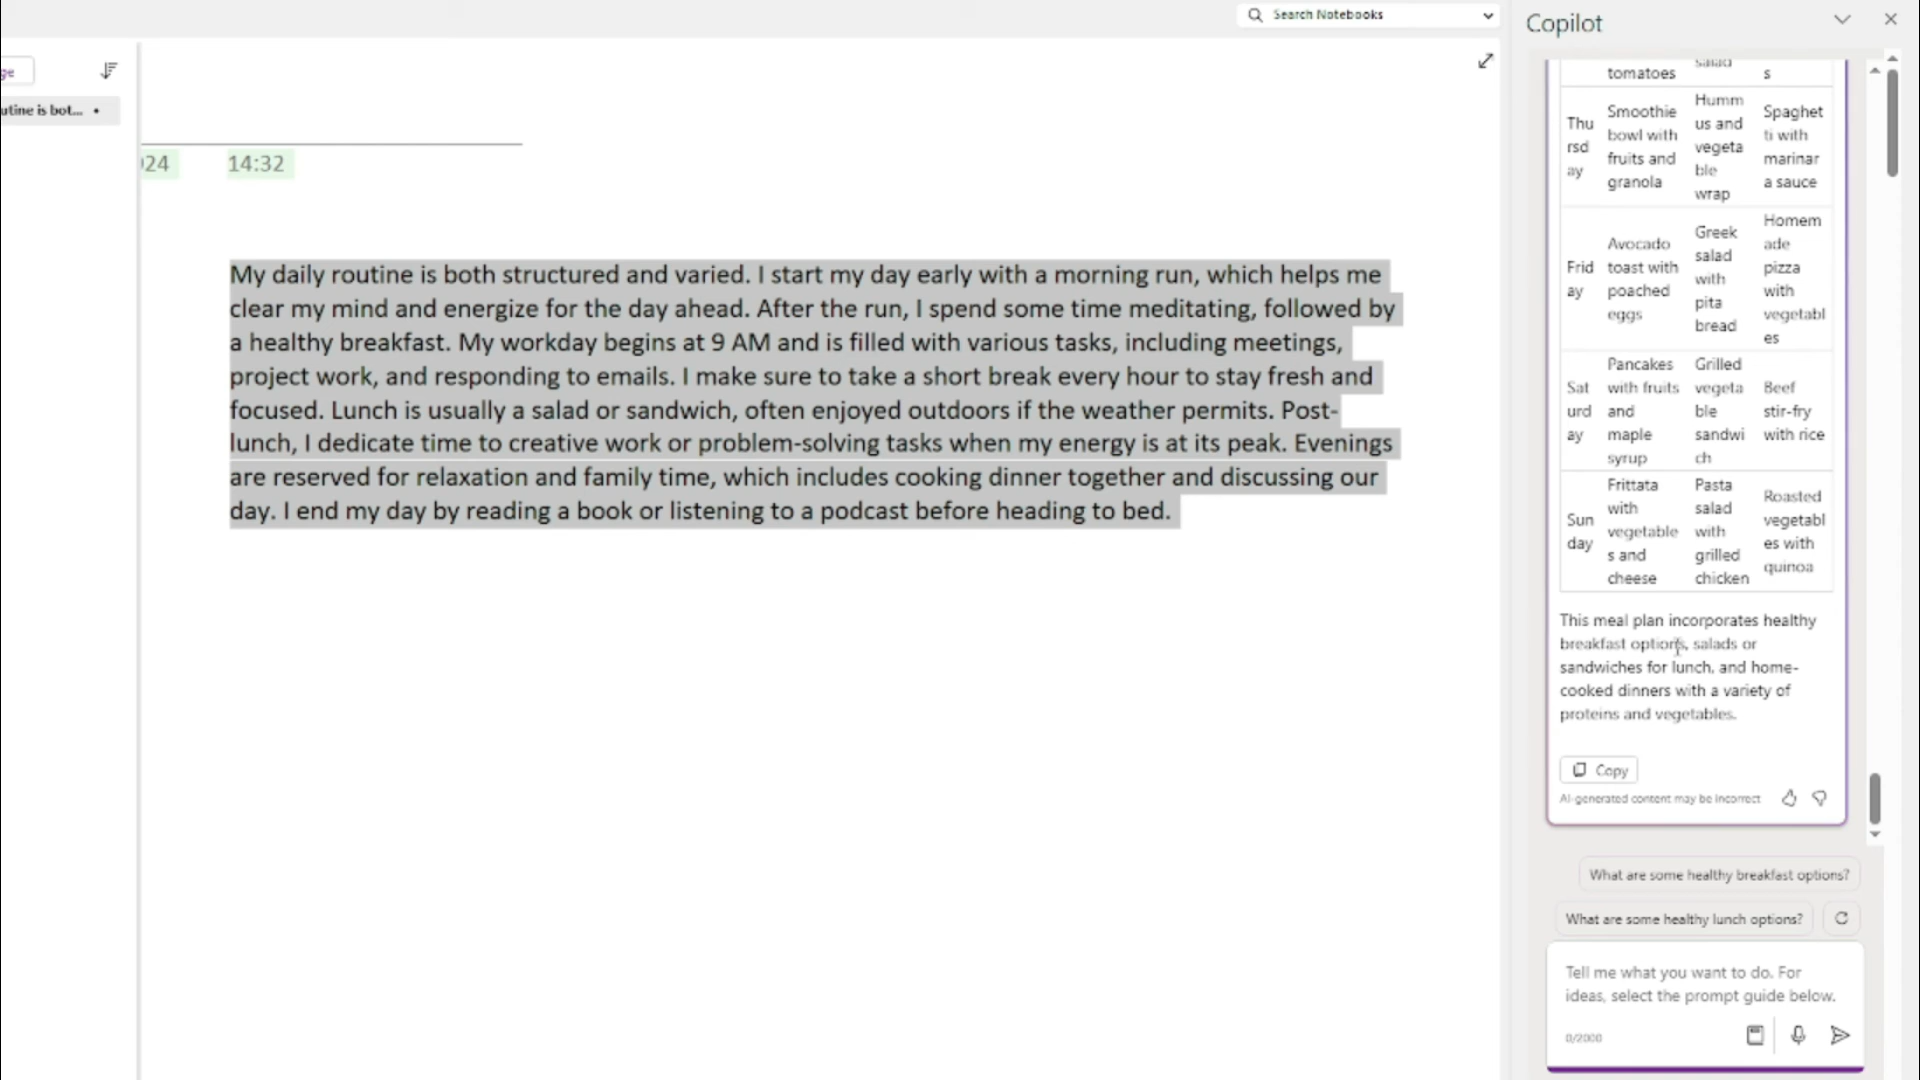 Search Notebooks
Copilot
ge
utine is bot...
024
14:32
My daily routine is both structured and varied. I start my day early with a morning run, which helps me
clear my mind and energize for the day ahead. After the run, I spend some time meditating, followed by
a healthy breakfast. My workday begins at 9 AM and is filled with various tasks, including meetings,
project work, and responding to emails. I make sure to take a short break every hour to stay fresh and
focused. Lunch is usually a salad or sandwich, often enjoyed outdoors if the weather permits. Post-
lunch, I dedicate time to creative work or problem-solving tasks when my energy is at its peak. Evenings
are reserved for relaxation and family time, which includes cooking dinner together and discussing our
day. I end my day by reading a book or listening to a podcast before heading to bed.
tomatoes
salad
s
Thu
rsd
ay
Smoothie
bowl with
fruits and
granola
Humm
us and
vegeta
ble
wrap
Spaghet
ti with
marinar
a sauce
Frid
ay
Avocado
toast with
poached
eggs
Greek
salad
with
pita
bread
Homem
ade
pizza
with
vegetabl
es
Sat
urd
ay
Pancakes
with fruits
and
maple
syrup
Grilled
vegeta
ble
sandwi
ch
Beef
stir-fry
with rice
Sun
day
Frittata
with
vegetable
s and
cheese
Pasta
salad
with
grilled
chicken
Roasted
vegetabl
es with
quinoa
This meal plan incorporates healthy
breakfast options, salads or
sandwiches for lunch, and home-
cooked dinners with a variety of
proteins and vegetables.
Copy
AI-generated content may be incorrect
What are some healthy breakfast options?
What are some healthy lunch options?
Tell me what you want to do. For
ideas, select the prompt guide below.
0/2000